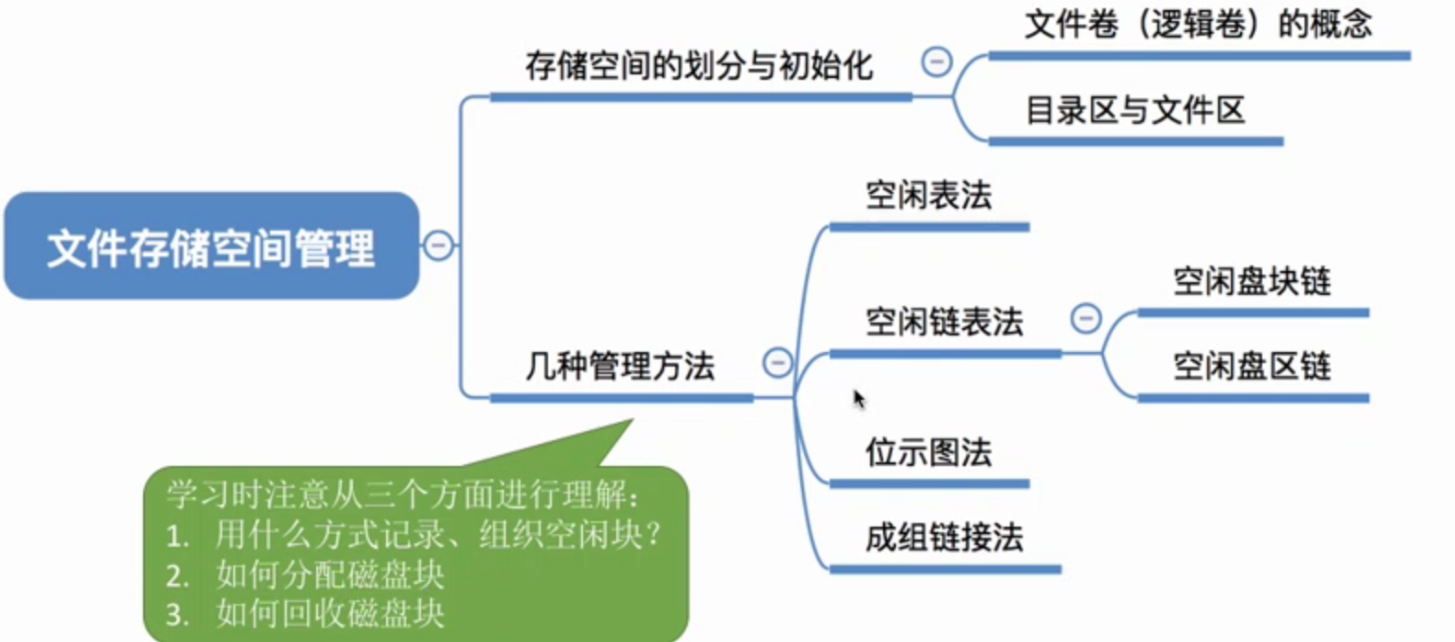 文件卷（逻辑卷）的概念
存储空间的划分与初始化
目录区与文件区
文件存储空间管理
空闲表法
空闲盘块链
空闲链表法
空闲盘区链
几种管理方法
位示图法
成组链接法
学习时注意从三个方面进行理解：
1. 用什么方式记录、组织空闲块？
2. 如何分配磁盘块
3. 如何回收磁盘块